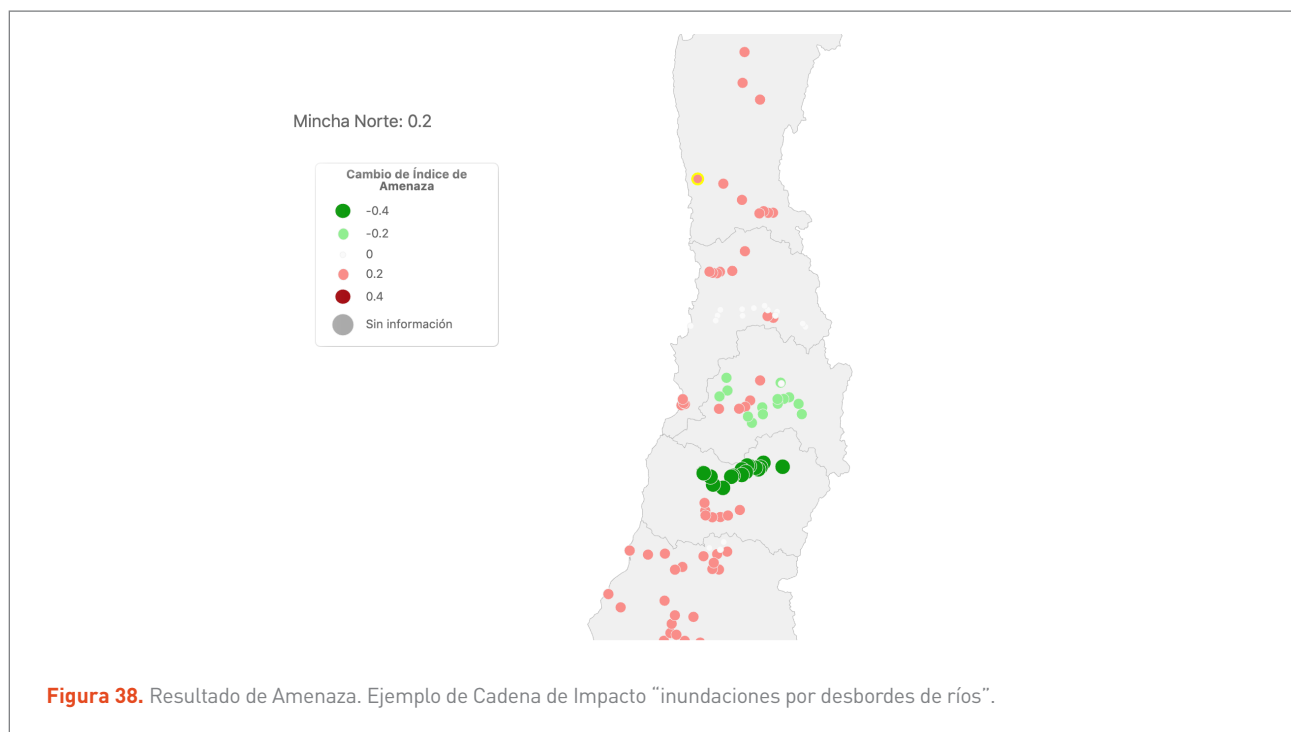 Mincha Norte: 0.2
Cambio de Índice de
Amenaza
-0.4
-0.2
0
0.2
0.4
Sin información
Figura 38. Resultado de Amenaza. Ejemplo de Cadena de Impacto “inundaciones por desbordes de ríos”.